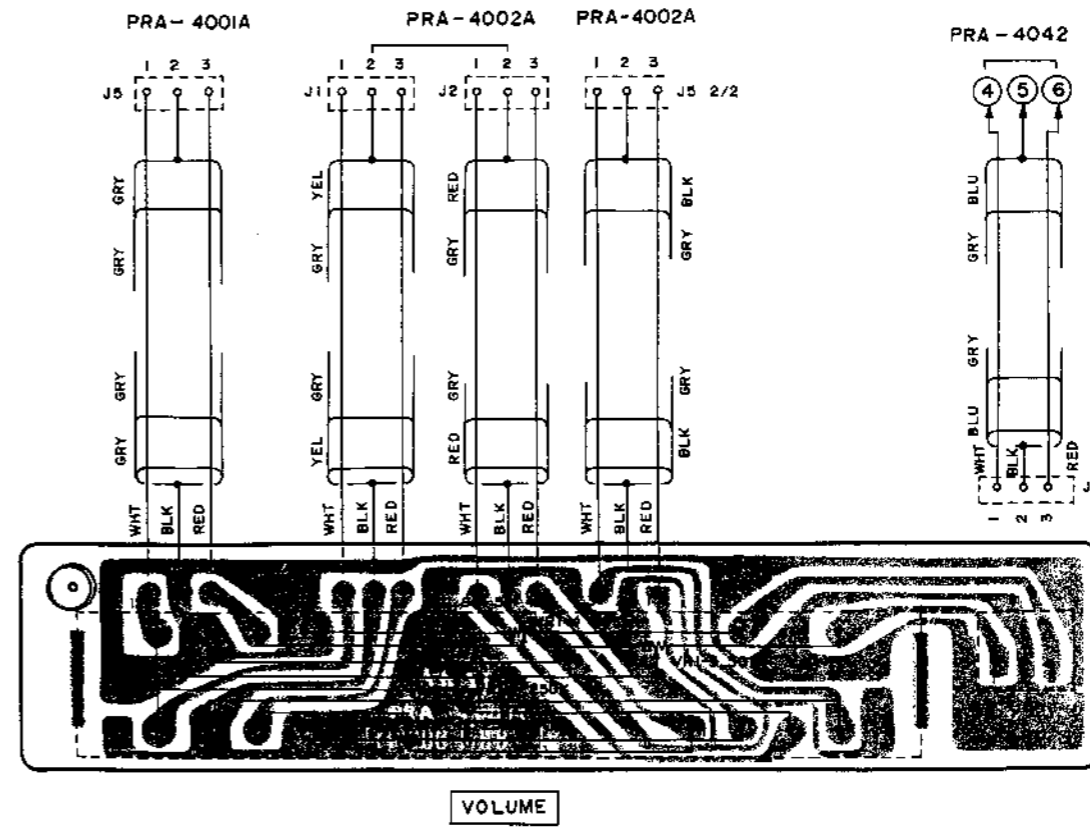 PRA-4001A PRA-4002A PRA-4002A PRA-4042
1 2 3 1 2 3 1 2 3 1 2 3
J5 J1 J2 J5 2/2 4 5 6
GRY YEL RED BLK BLU
GRY GRY GRY GRY GRY
GRY GRY GRY GRY GRY
GRY YEL RED BLK BLU
WHT BLK RED
J
1 2 3
WHT BLK RED WHT BLK RED WHT BLK RED WHT BLK RED
VOLUME